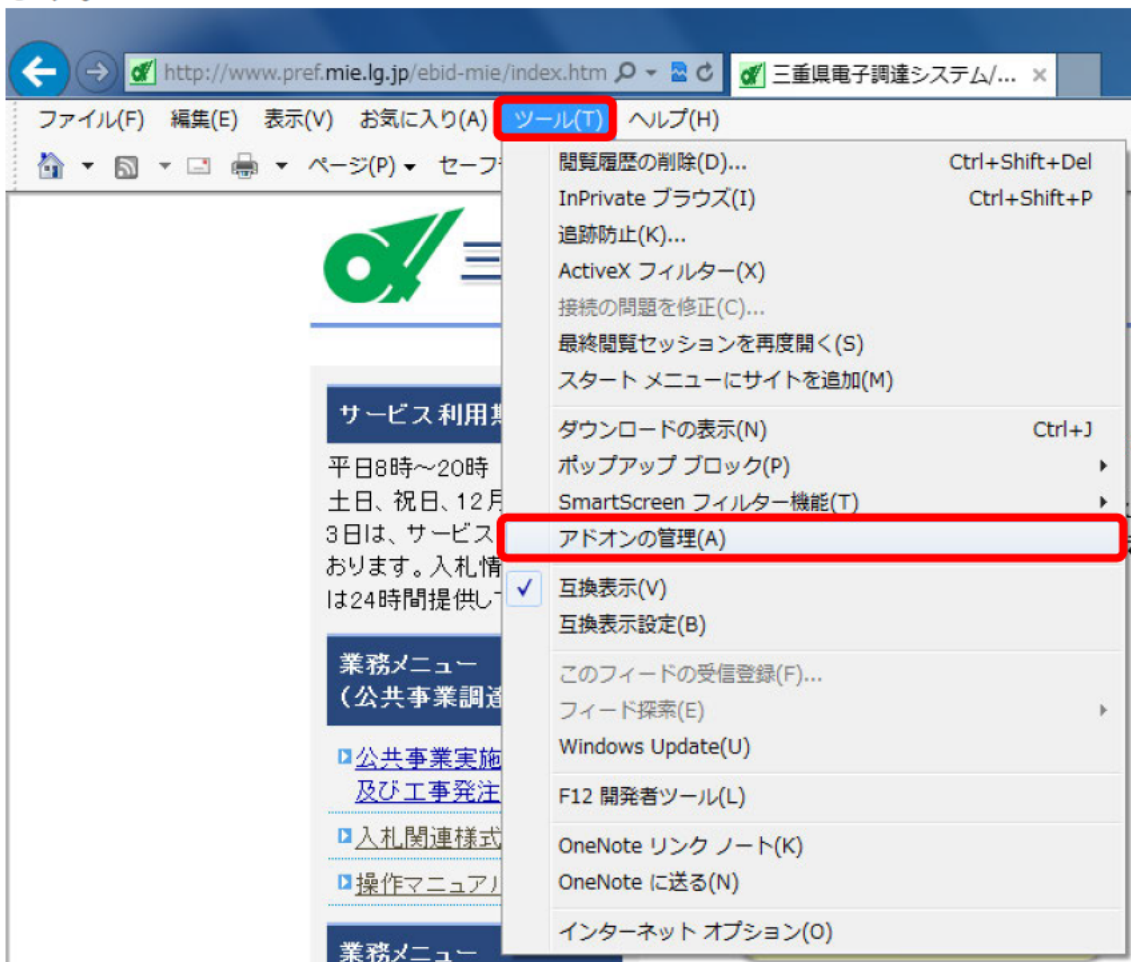 http://www.pref.mie.lg.jp/ebid-mie/index.htm
三重県電子調達システム/...
ファイル(F) 編集(E) 表示(V) お気に入り(A) ツール(T) ヘルプ(H)
ページ(P) セーフ
閲覧履歴の削除(D)... Ctrl+Shift+Del
InPrivate ブラウズ(I) Ctrl+Shift+P
追跡防止(K)...
ActiveX フィルター(X)
接続の問題を修正(C)...
最終閲覧セッションを再度開く(S)
スタート メニューにサイトを追加(M)
ダウンロードの表示(N) Ctrl+J
ポップアップ ブロック(P)
SmartScreen フィルター機能(T)
アドオンの管理(A)
互換表示(V)
互換表示設定(B)
このフィードの受信登録(F)...
フィード探索(E)
Windows Update(U)
F12 開発者ツール(L)
OneNote リンク ノート(K)
OneNote に送る(N)
インターネット オプション(O)
三
サービス利用
平日8時～20時
土日、祝日、12月
3日は、サービス
おります。入札情
は24時間提供し
業務メニュー
（公共事業調達
公共事業実施
及び工事発注
入札関連様式
操作マニュアル
業務メニュー